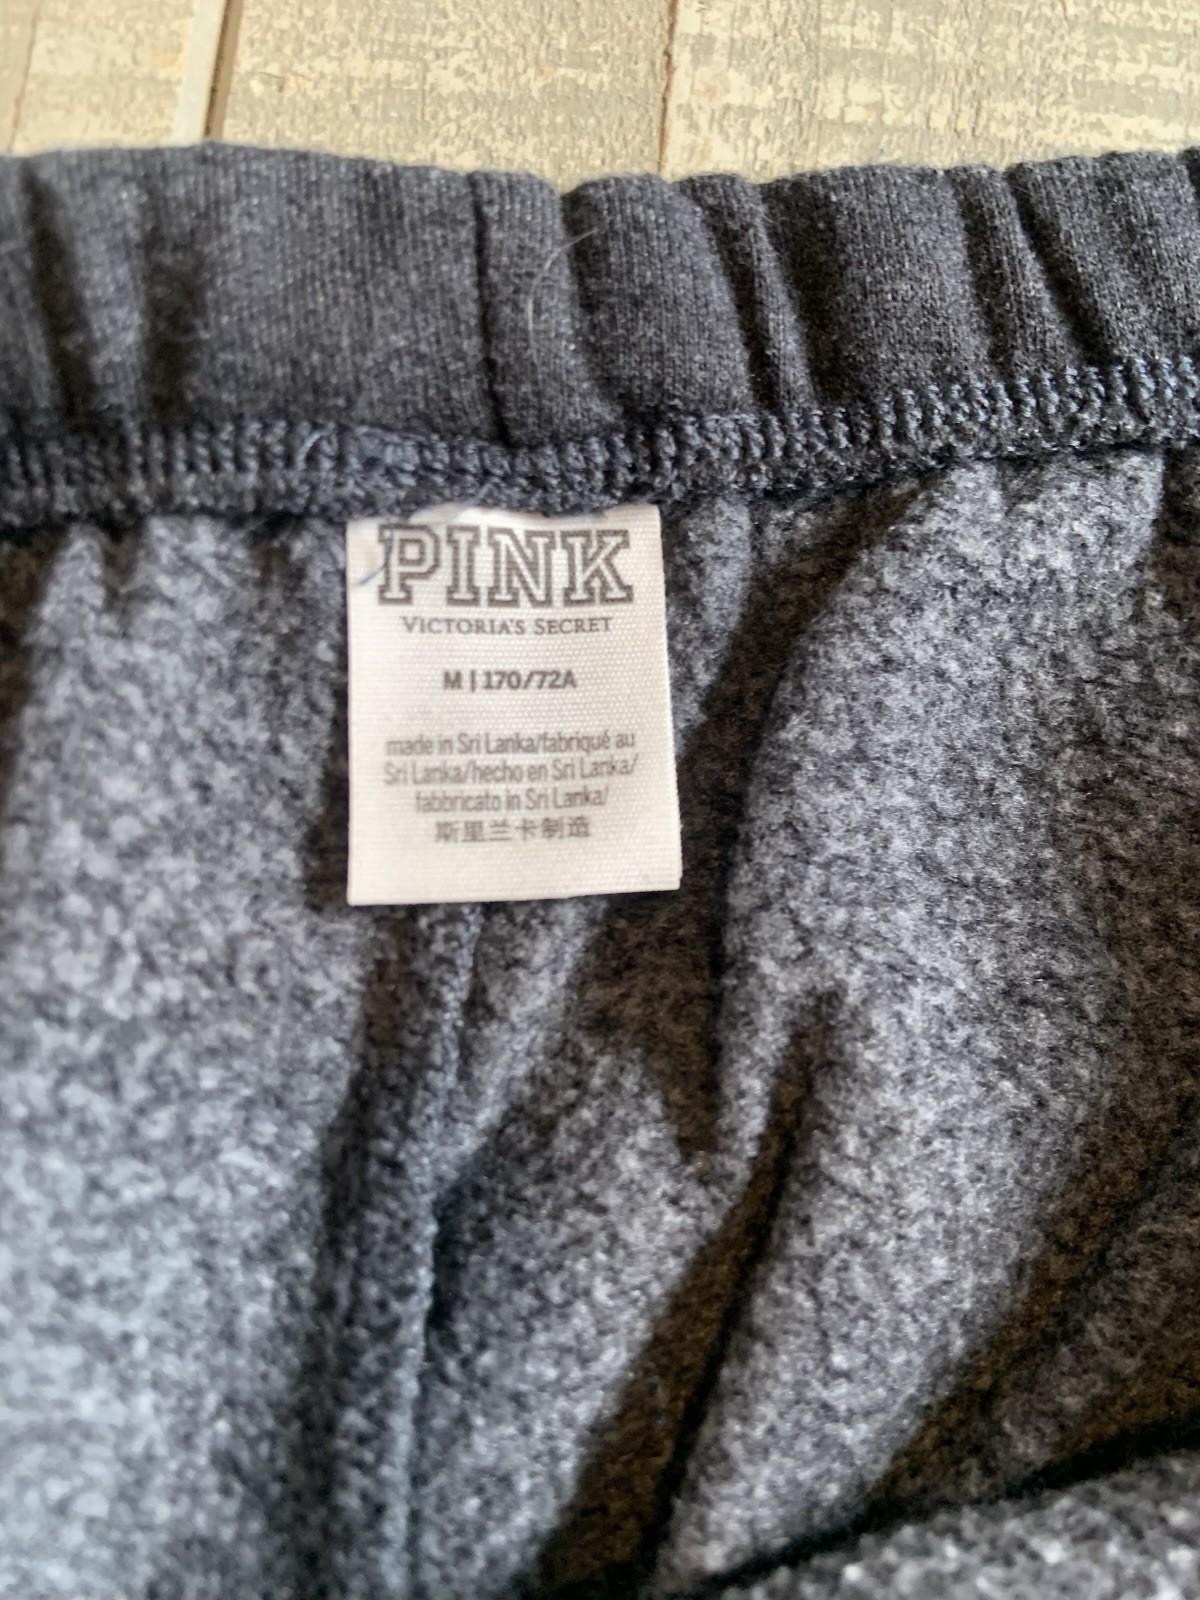 PINK
VICTORIA'S SECRET
M | 170/72A
made in Sri Lanka/fabriqué au
Sri Lanka/hecho en Sri Lanka/
fabbricato in Sri Lanka/
斯里兰卡制造